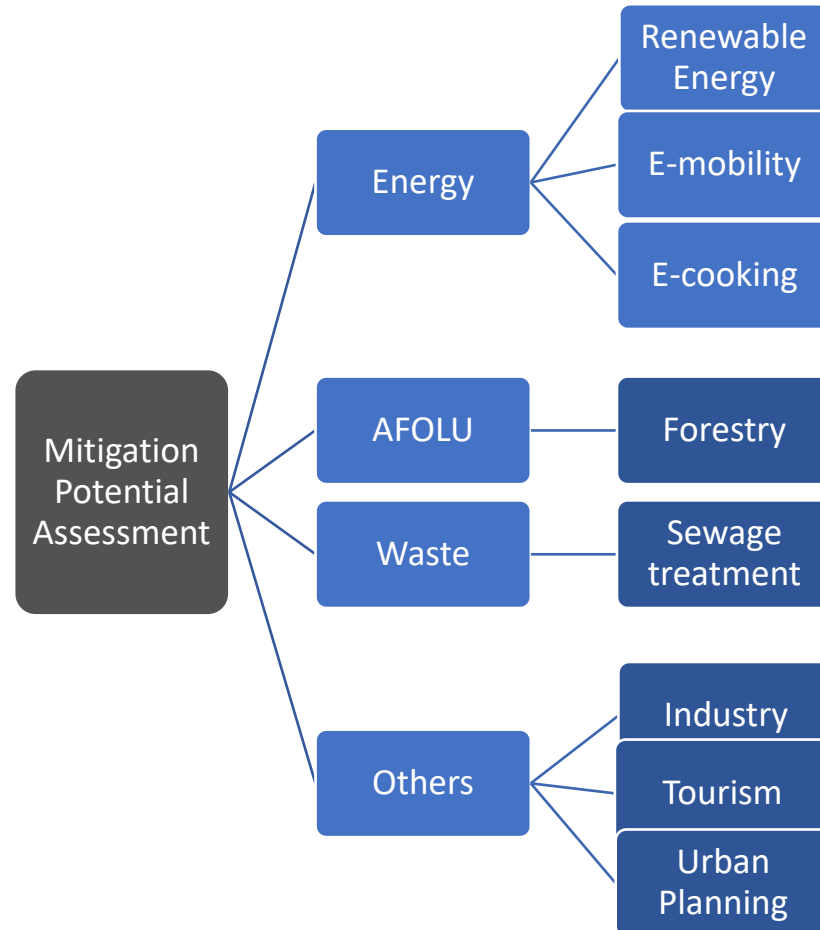 Mitigation
Potential
Assessment
Energy
Renewable
Energy
E-mobility
E-cooking
AFOLU
Forestry
Waste
Sewage
treatment
Others
Industry
Tourism
Urban
Planning